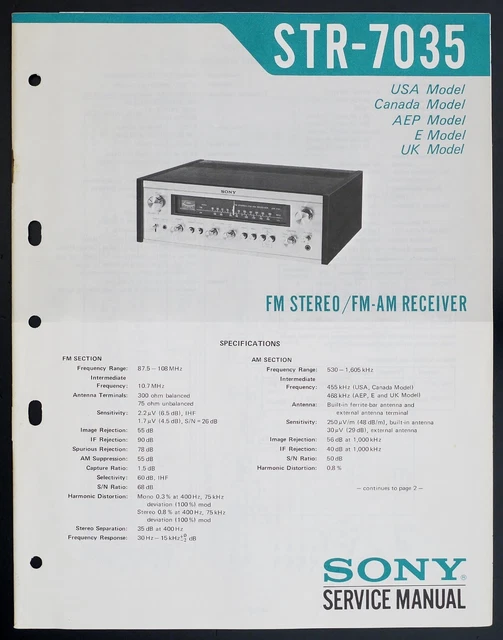 STR-7035
USA Model
Canada Model
AEP Model
E Model
UK Model
SONY
FM STEREO/FM-AM RECEIVER
SPECIFICATIONS
FM SECTION
Frequency Range: 87.5 – 108 MHz
Intermediate
Frequency: 10.7 MHz
Antenna Terminals: 300 ohm balanced
75 ohm unbalanced
Sensitivity: 2.2 µV (6.5 dB), IHF
1.7 µV (4.5 dB), S/N = 26 dB
Image Rejection: 55 dB
IF Rejection: 90 dB
Spurious Rejection: 78 dB
AM Suppression: 55 dB
Capture Ratio: 1.5 dB
Selectivity: 60 dB, IHF
S/N Ratio: 68 dB
Harmonic Distortion: Mono 0.3 % at 400 Hz, 75 kHz
deviation (100 %) mod
Stereo 0.8 % at 400 Hz, 75 kHz
deviation (100 %) mod
Stereo Separation: 35 dB at 400 Hz
Frequency Response: 30 Hz – 15 kHz dB
AM SECTION
Frequency Range: 530 – 1,605 kHz
Intermediate
Frequency: 455 kHz (USA, Canada Model)
468 kHz (AEP, E and UK Model)
Antenna: Built-in ferrite-bar antenna and
external antenna terminal
Sensitivity: 250 µV/m (48 dB/m), built-in antenna
30 µV (29 dB), external antenna
Image Rejection: 56 dB at 1,000 kHz
IF Rejection: 40 dB at 1,000 kHz
S/N Ratio: 50 dB
Harmonic Distortion: 0.8 %
– continues to page 2 –
SONY®
SERVICE MANUAL